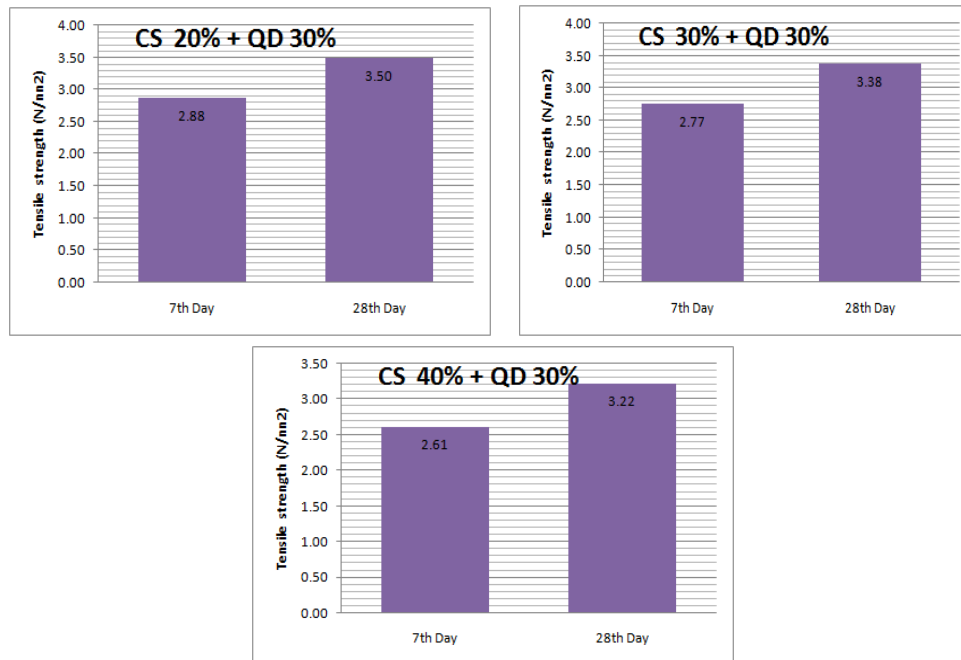 CS 20% + QD 30%
Tensile strength (N/nn2)
4.00
3.50
3.00
2.50
2.00
1.50
1.00
0.50
0.00
2.88
3.50
7th Day
28th Day
CS 30% + QD 30%
Tensile strength (N/nn2)
4.00
3.50
3.00
2.50
2.00
1.50
1.00
0.50
0.00
2.77
3.38
7th Day
28th Day
CS 40% + QD 30%
Tensile strength (N/nn2)
3.50
3.00
2.50
2.00
1.50
1.00
0.50
0.00
2.61
3.22
7th Day
28th Day